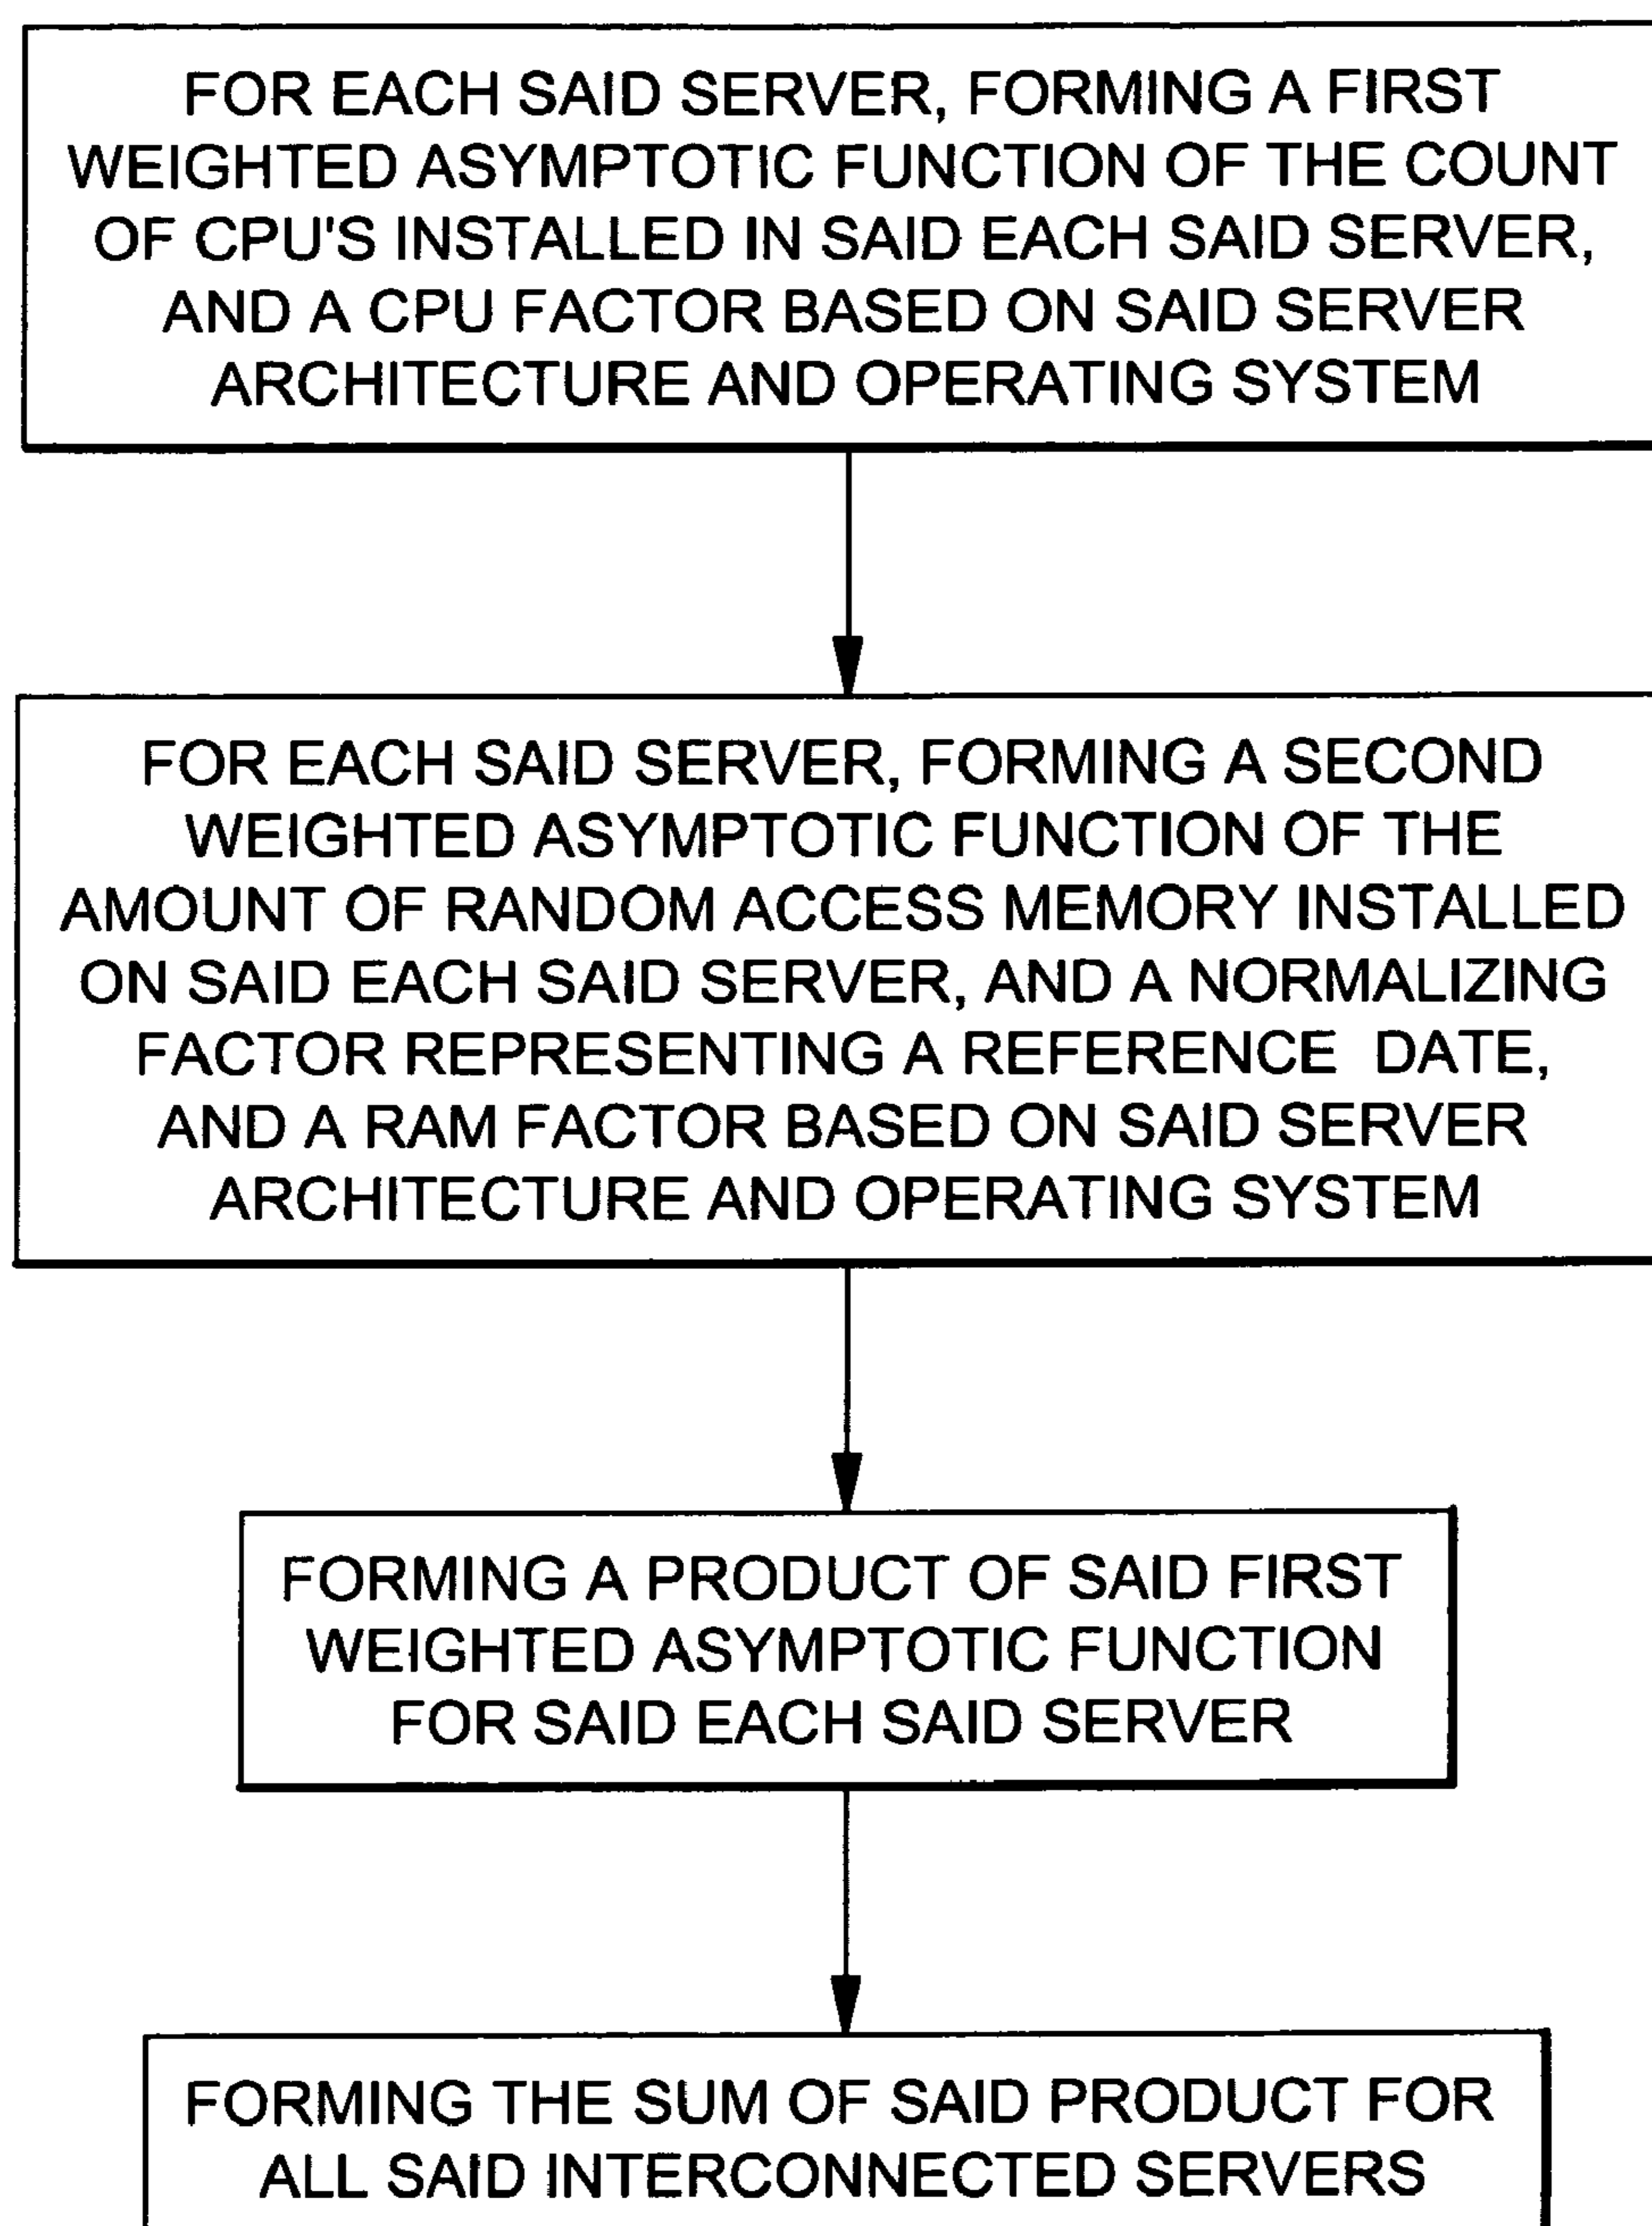 FOR EACH SAID SERVER, FORMING A FIRST
WEIGHTED ASYMPTOTIC FUNCTION OF THE COUNT
OF CPU'S INSTALLED IN SAID EACH SAID SERVER,
AND A CPU FACTOR BASED ON SAID SERVER
ARCHITECTURE AND OPERATING SYSTEM
FOR EACH SAID SERVER, FORMING A SECOND
WEIGHTED ASYMPTOTIC FUNCTION OF THE
AMOUNT OF RANDOM ACCESS MEMORY INSTALLED
ON SAID EACH SAID SERVER, AND A NORMALIZING
FACTOR REPRESENTING A REFERENCE DATE,
AND A RAM FACTOR BASED ON SAID SERVER
ARCHITECTURE AND OPERATING SYSTEM
FORMING A PRODUCT OF SAID FIRST
WEIGHTED ASYMPTOTIC FUNCTION
FOR SAID EACH SAID SERVER
FORMING THE SUM OF SAID PRODUCT FOR
ALL SAID INTERCONNECTED SERVERS